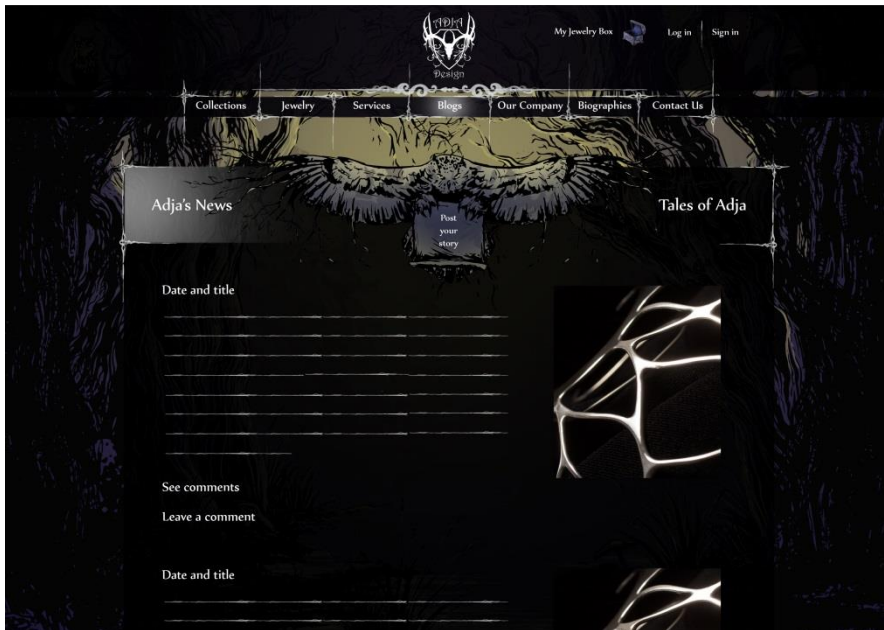 ADJA
Design
My Jewelry Box
Log in
Sign in
Collections
Jewelry
Services
Blogs
Our Company
Biographies
Contact Us
Adja's News
Post
your
story
Tales of Adja
Date and title
See comments
Leave a comment
Date and title